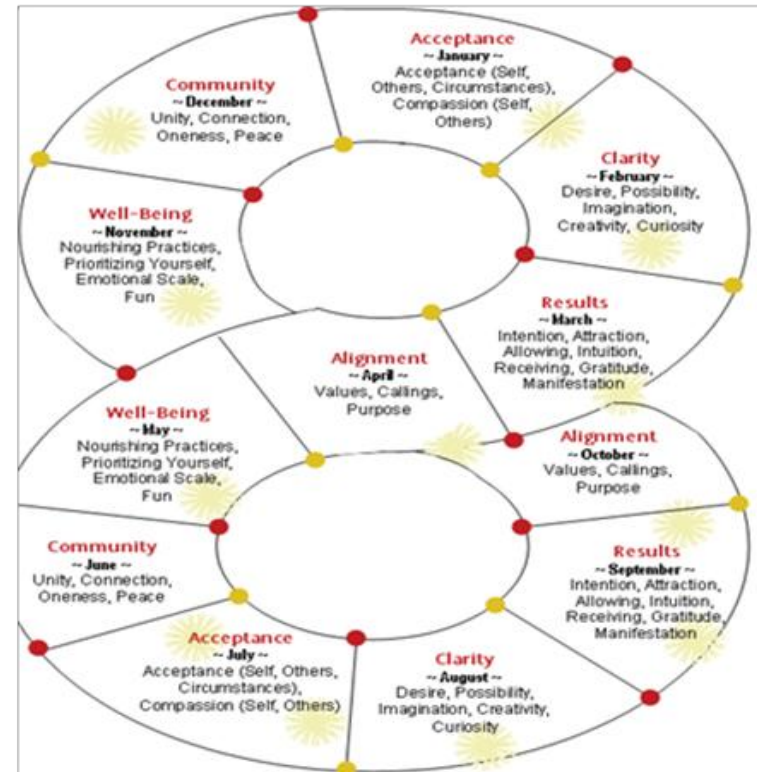 Acceptance
~ January ~
Acceptance (Self,
Others, Circumstances),
Compassion (Self,
Others)
Clarity
~ February ~
Desire, Possibility,
Imagination,
Creativity, Curiosity
Results
~ March ~
Intention, Attraction,
Allowing, Intuition,
Receiving, Gratitude,
Manifestation
Alignment
~ April ~
Values, Callings,
Purpose
Well-Being
~ May ~
Nourishing Practices,
Prioritizing Yourself,
Emotional Scale,
Fun
Community
~ June ~
Unity, Connection,
Oneness, Peace
Acceptance
~ July ~
Acceptance (Self, Others,
Circumstances),
Compassion (Self, Others)
Clarity
~ August ~
Desire, Possibility,
Imagination, Creativity,
Curiosity
Results
~ September ~
Intention, Attraction,
Allowing, Intuition,
Receiving, Gratitude,
Manifestation
Alignment
~ October ~
Values, Callings,
Purpose
Well-Being
~ November ~
Nourishing Practices,
Prioritizing Yourself,
Emotional Scale,
Fun
Community
~ December ~
Unity, Connection,
Oneness, Peace